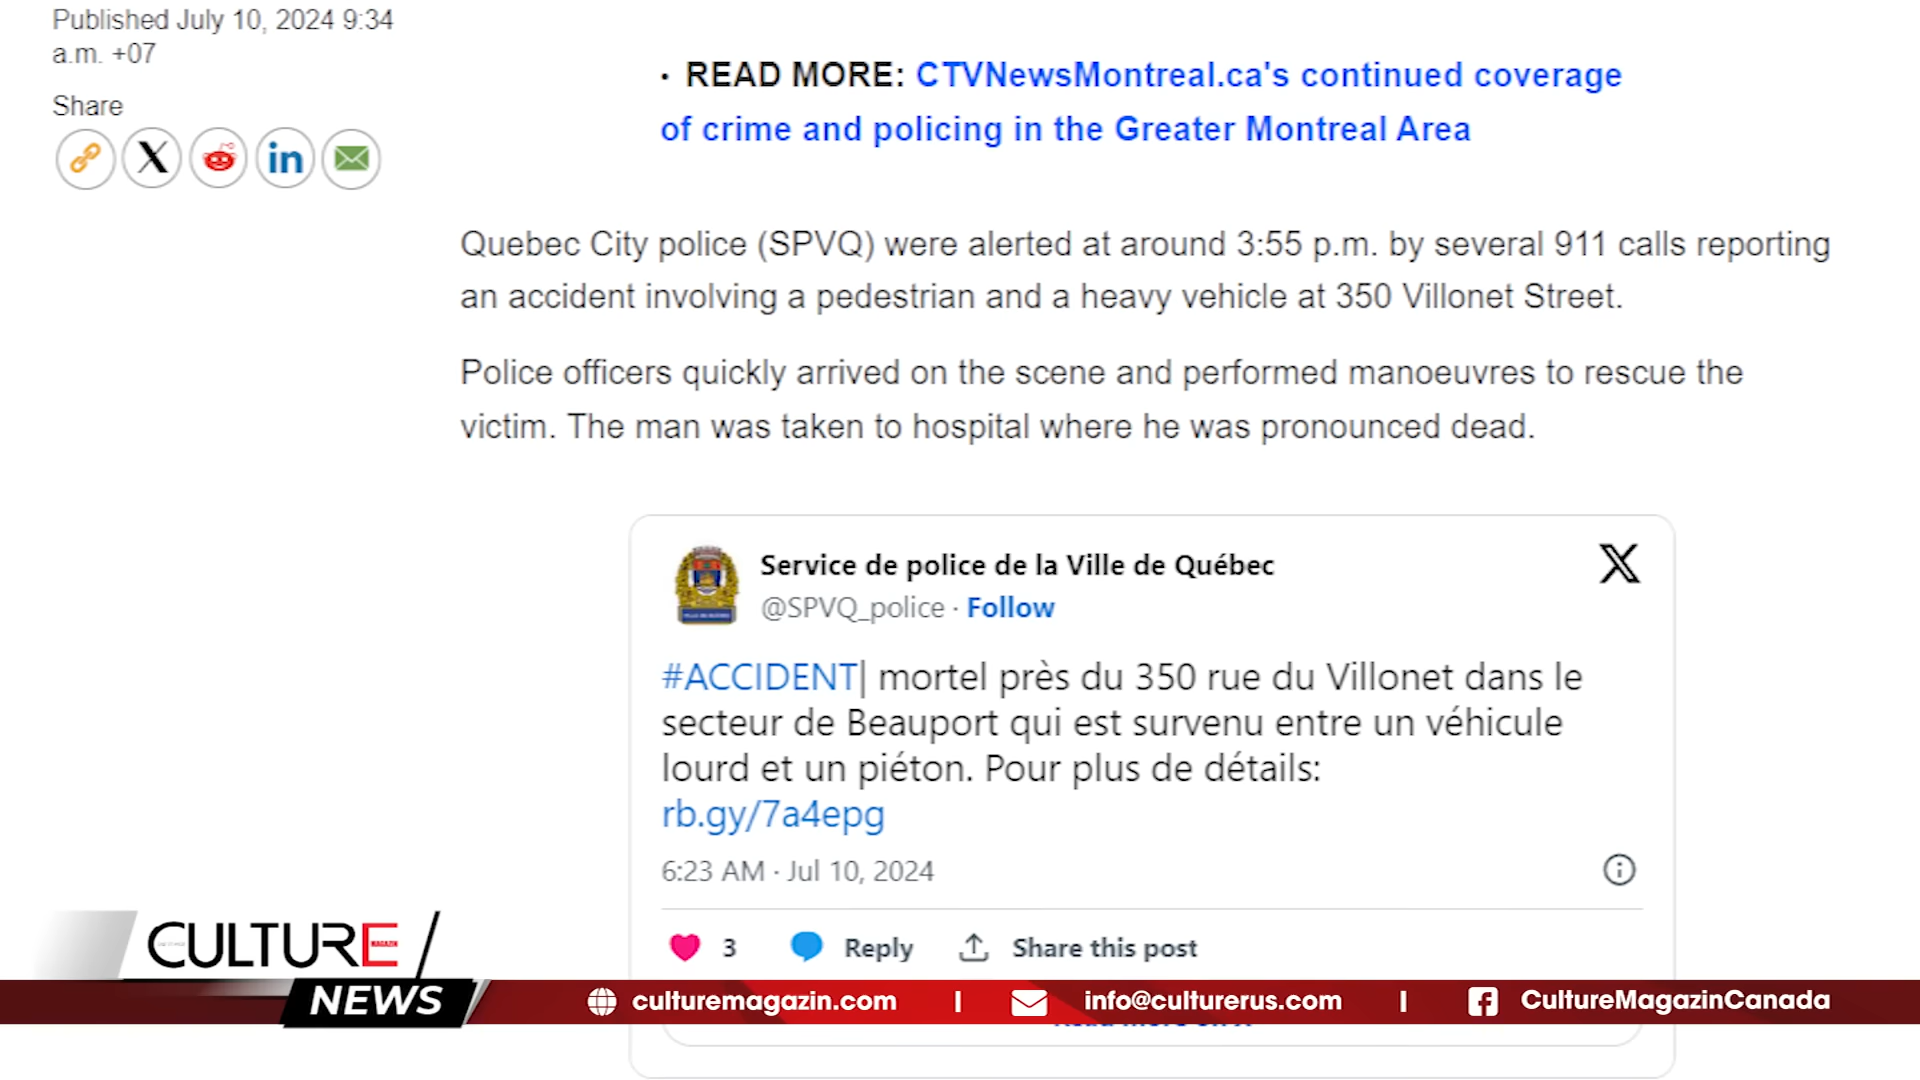 Published July 10, 2024 9:34
a.m. +07
Share
in
• READ MORE: CTVNewsMontreal.ca's continued coverage
of crime and policing in the Greater Montreal Area
Quebec City police (SPVQ) were alerted at around 3:55 p.m. by several 911 calls reporting
an accident involving a pedestrian and a heavy vehicle at 350 Villonet Street.
Police officers quickly arrived on the scene and performed manoeuvres to rescue the
victim. The man was taken to hospital where he was pronounced dead.
Service de police de la Ville de Québec
@SPVQ_police · Follow
#ACCIDENT| mortel près du 350 rue du Villonet dans le
secteur de Beauport qui est survenu entre un véhicule
lourd et un piéton. Pour plus de détails:
rb.gy/7a4epg
6:23 AM · Jul 10, 2024
3 Reply Share this post
CULTURE
MAGAZIN
NEWS
culturemagazin.com | info@culturerus.com | CultureMagazinCanada